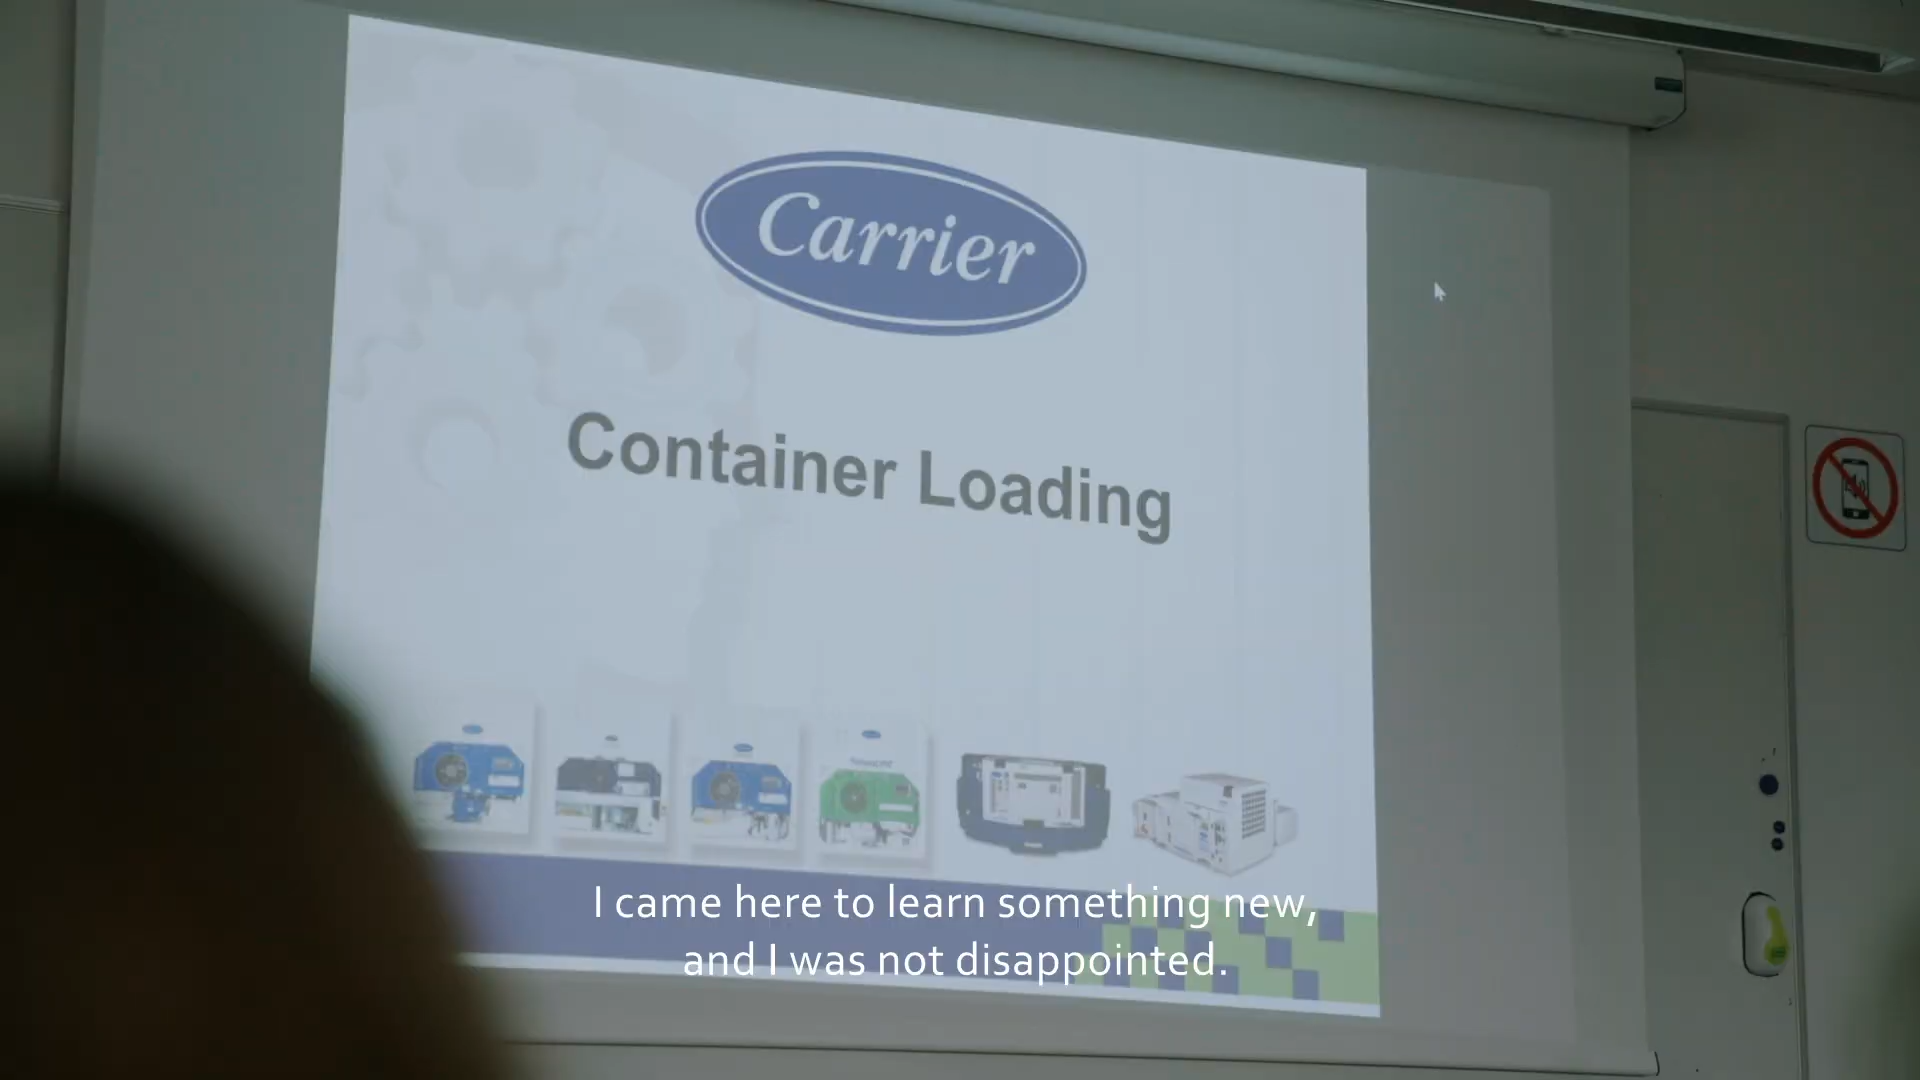 Carrier
Container Loading
I came here to learn something new,
and I was not disappointed.